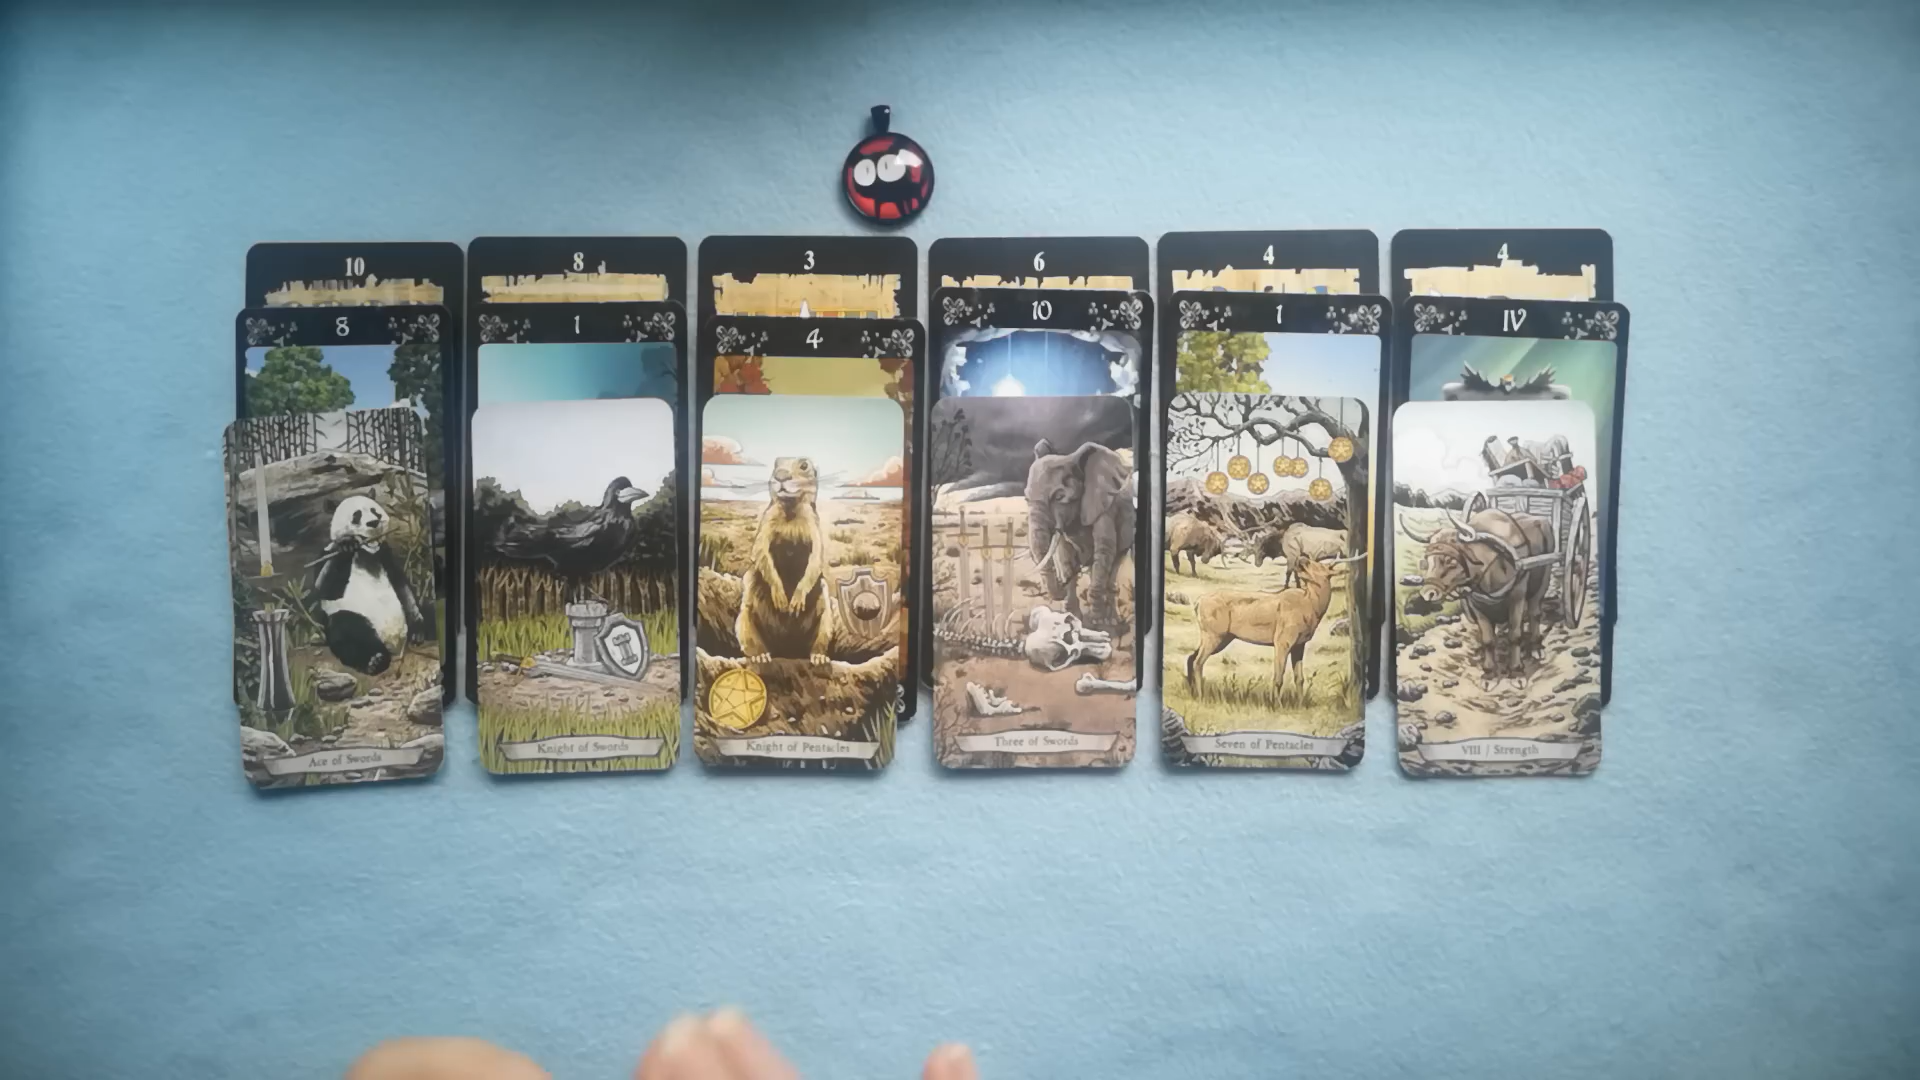 10
8
3
6
4
4
8
1
4
10
1
IV
Ace of Swords
Knight of Swords
Knight of Pentacles
Three of Swords
Seven of Pentacles
VIII / Strength